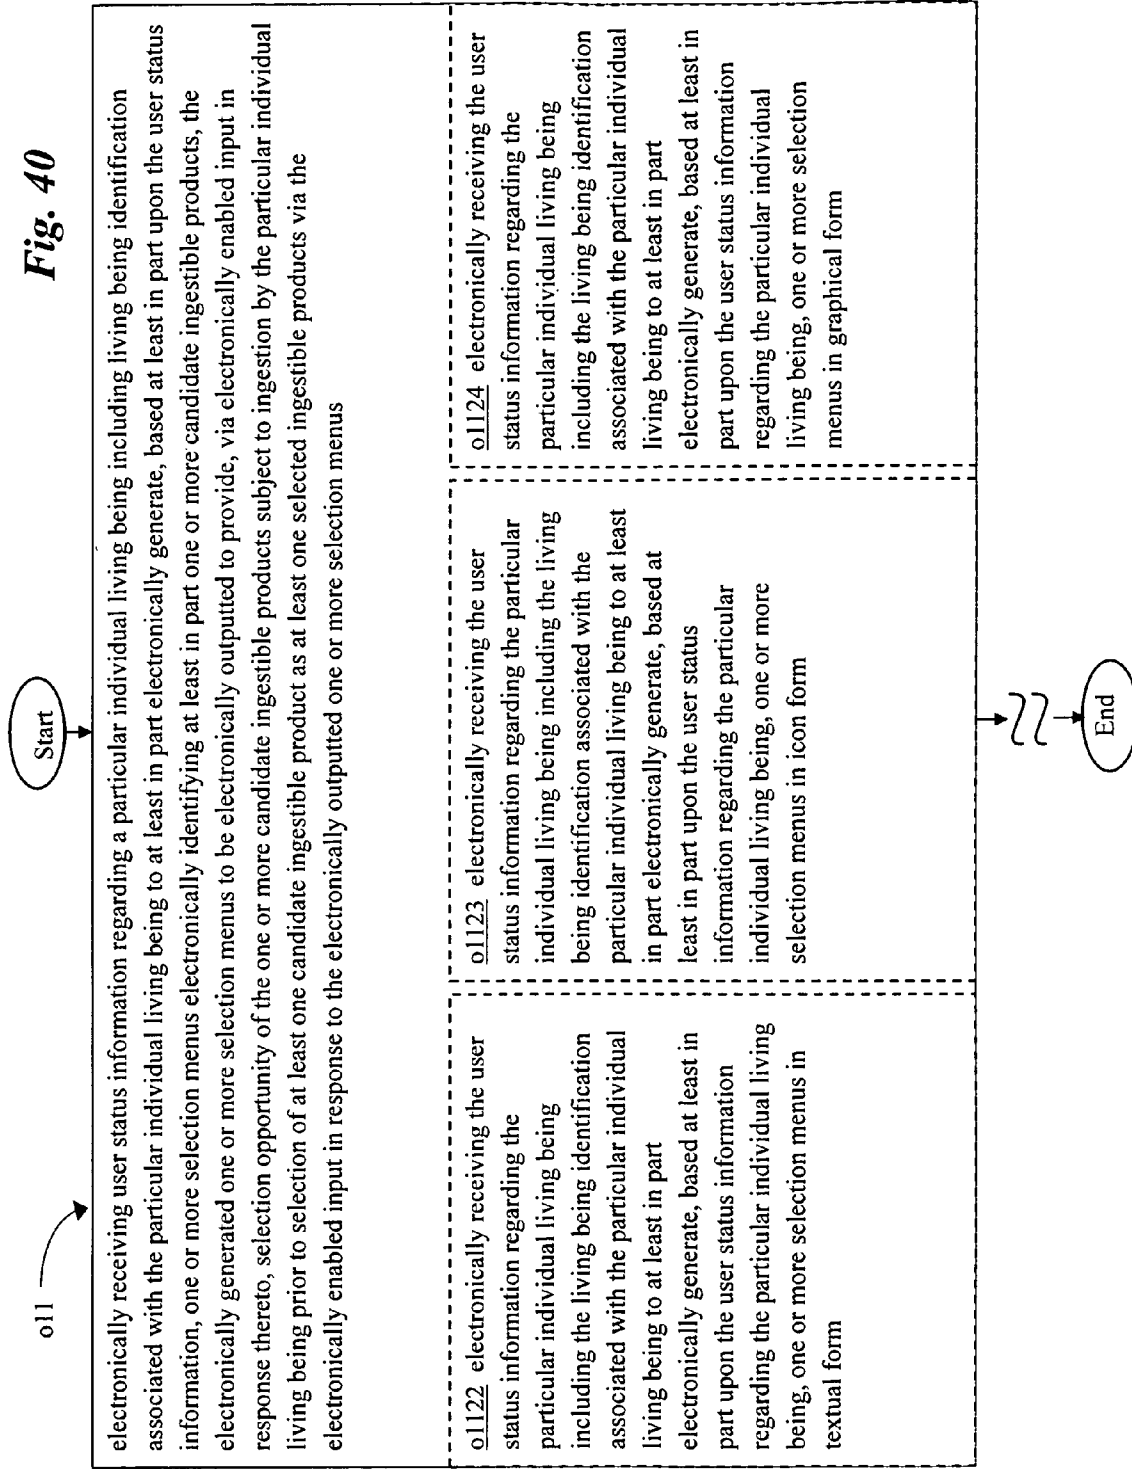 Fig. 40
Start
o11
electronically receiving user status information regarding a particular individual living being including living being identification
associated with the particular individual living being to at least in part electronically generate, based at least in part upon the user status
information, one or more selection menus electronically identifying at least in part one or more candidate ingestible products, the
electronically generated one or more selection menus to be electronically outputted to provide, via electronically enabled input in
response thereto, selection opportunity of the one or more candidate ingestible products subject to ingestion by the particular individual
living being prior to selection of at least one candidate ingestible product as at least one selected ingestible products via the
electronically enabled input in response to the electronically outputted one or more selection menus
o1122 electronically receiving the user
status information regarding the
particular individual living being
including the living being identification
associated with the particular individual
living being to at least in part
electronically generate, based at least in
part upon the user status information
regarding the particular individual living
being, one or more selection menus in
textual form
o1123 electronically receiving the user
status information regarding the particular
individual living being including the living
being identification associated with the
particular individual living being to at least
in part electronically generate, based at
least in part upon the user status
information regarding the particular
individual living being, one or more
selection menus in icon form
o1124 electronically receiving the user
status information regarding the
particular individual living being
including the living being identification
associated with the particular individual
living being to at least in part
electronically generate, based at least in
part upon the user status information
regarding the particular individual
living being, one or more selection
menus in graphical form
End